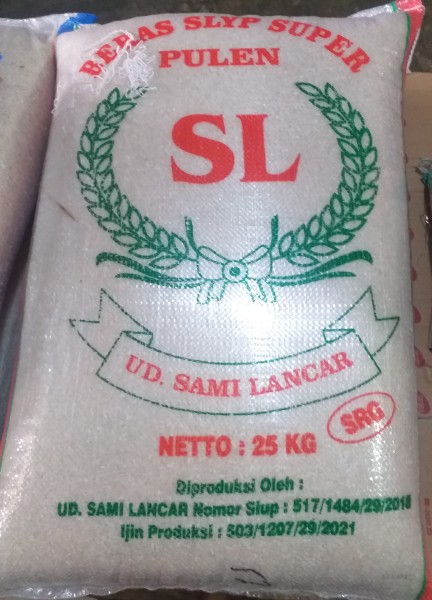 BERAS SLYP SUPER
PULEN
SL
UD. SAMI LANCAR
SRG
NETTO : 25 KG
Diproduksi Oleh :
UD. SAMI LANCAR Nomor Siup : 517/1484/29/2018
Ijin Produksi : 503/1207/29/2021